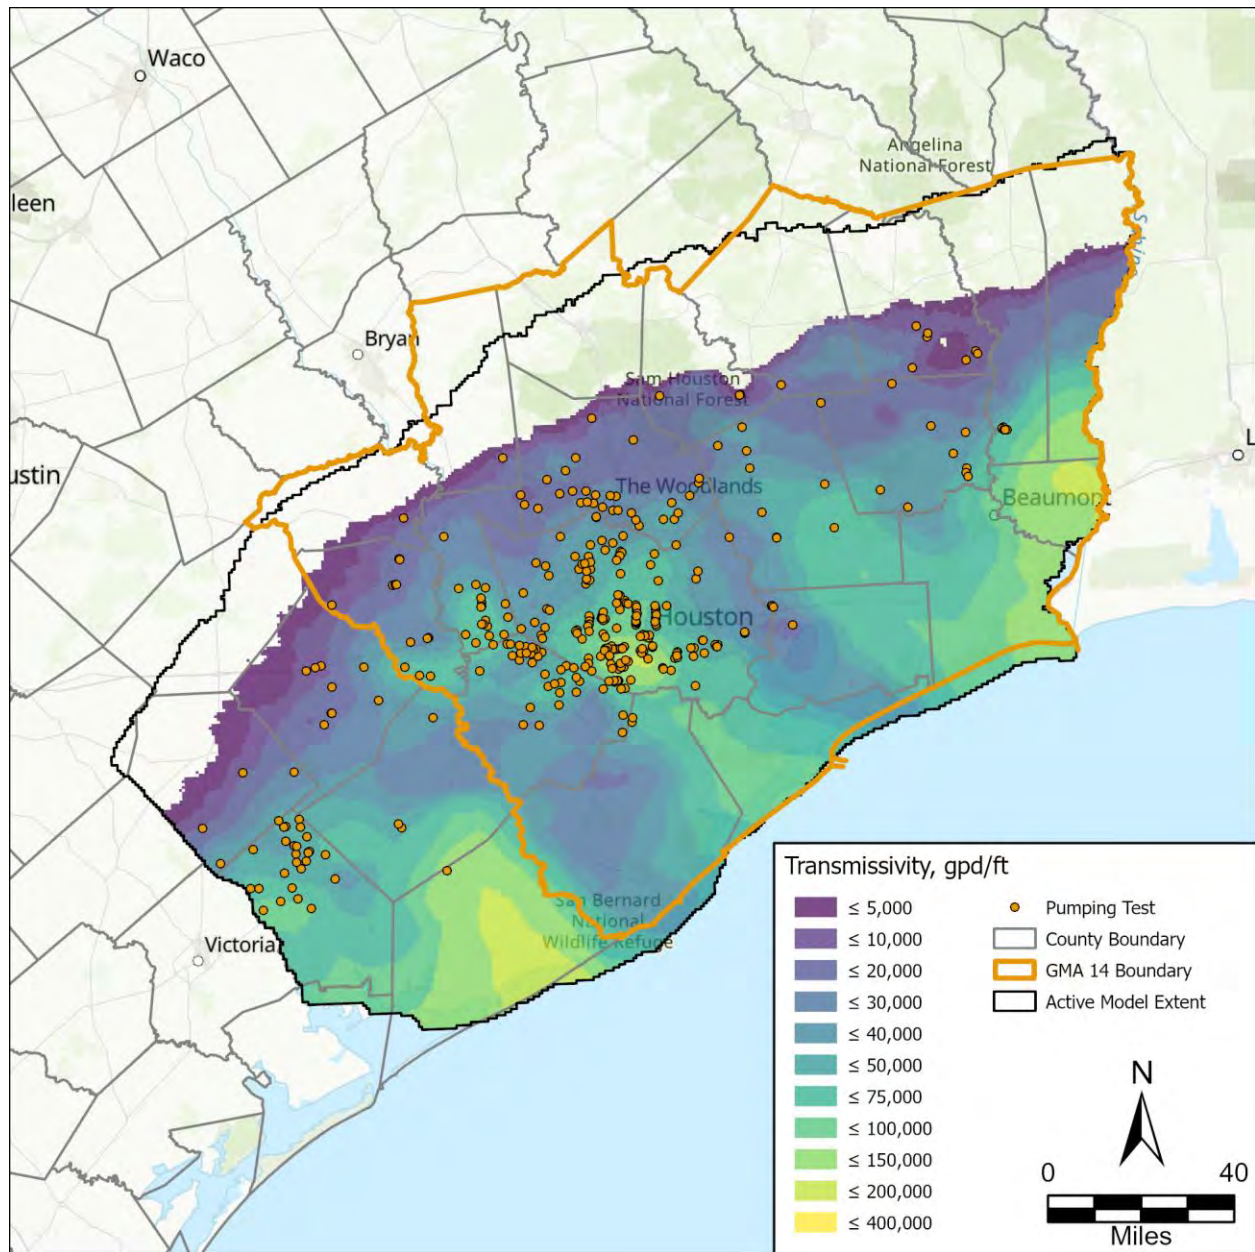 Waco
Angelina
National Forest
leen
Sabine
Bryan
Sam Houston
National Forest
ustin
L
The Woodlands
Beaumon
Houston
San Bernard
National
Wildlife Refuge
Victoria
Transmissivity, gpd/ft
≤ 5,000
≤ 10,000
≤ 20,000
≤ 30,000
≤ 40,000
≤ 50,000
≤ 75,000
≤ 100,000
≤ 150,000
≤ 200,000
≤ 400,000
Pumping Test
County Boundary
GMA 14 Boundary
Active Model Extent
N
0 40
Miles